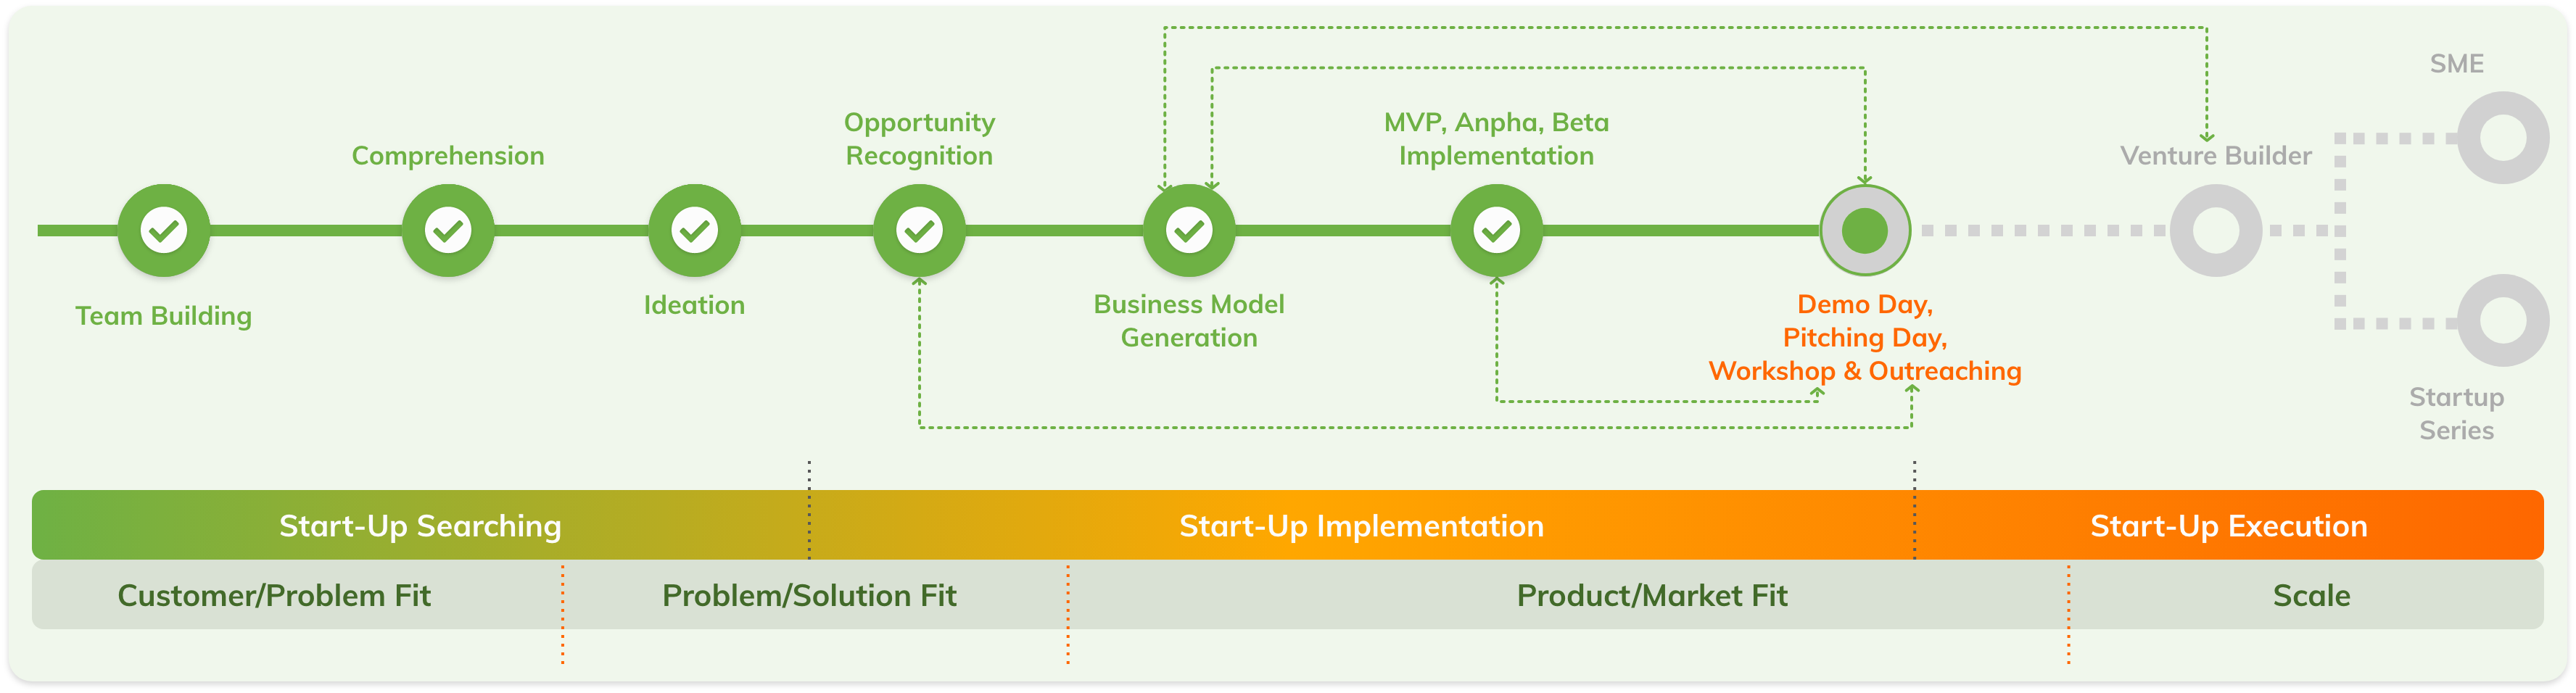 SME
Opportunity
Recognition
MVP, Anpha, Beta
Implementation
Comprehension
Venture Builder
Team Building
Ideation
Business Model
Generation
Demo Day,
Pitching Day,
Workshop & Outreaching
Startup
Series
Start-Up Searching
Start-Up Implementation
Start-Up Execution
Customer/Problem Fit
Problem/Solution Fit
Product/Market Fit
Scale